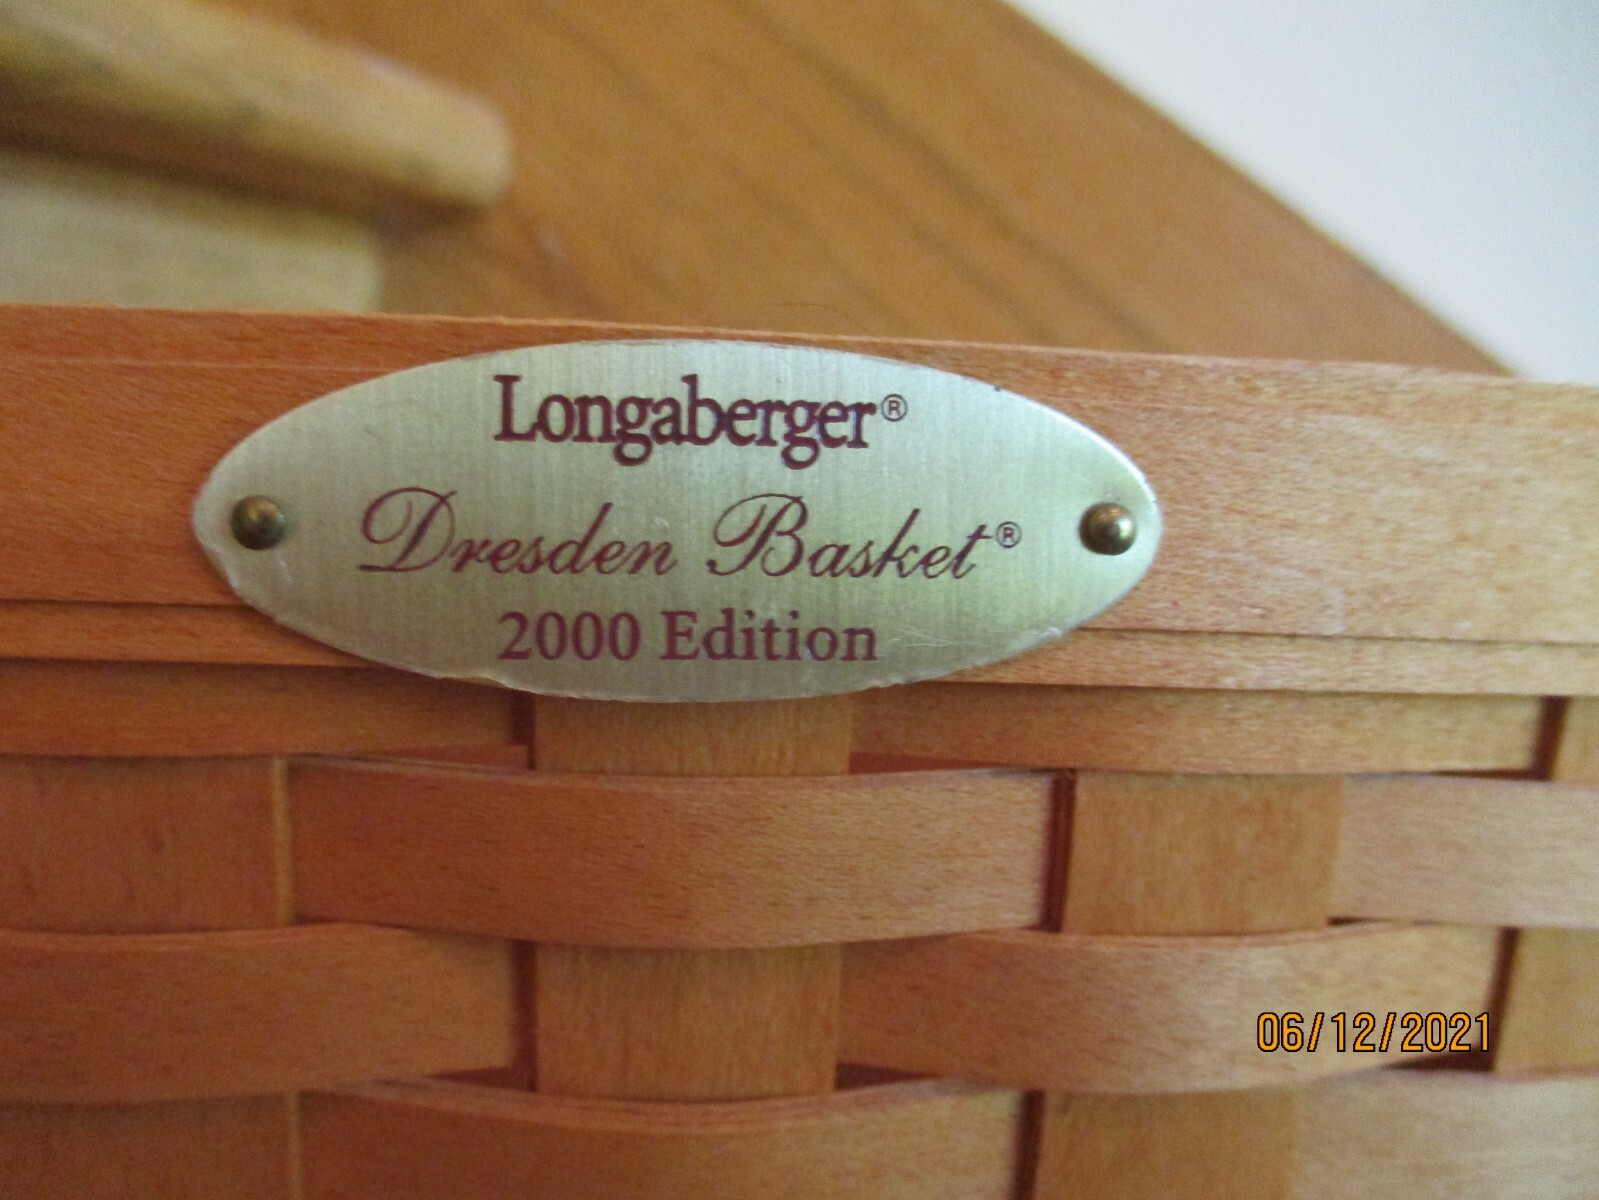 Longaberger®
Dresden Basket®
2000 Edition
06/12/2021